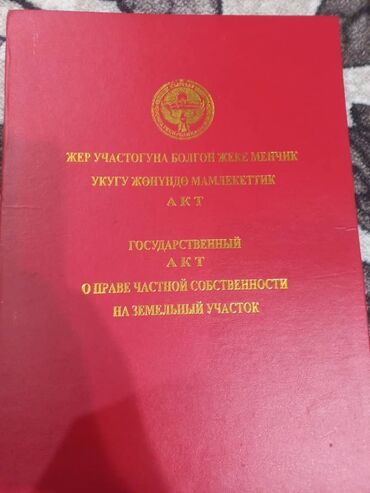 ЖЕР УЧАСТОГУНА БОЛГОН ЖЕКЕ МЕНЧИК
УКУГУ ЖӨНҮНДӨ МАМЛЕКЕТТИК
АКТ
ГОСУДАРСТВЕННЫЙ
АКТ
О ПРАВЕ ЧАСТНОЙ СОБСТВЕННОСТИ
НА ЗЕМЕЛЬНЫЙ УЧАСТОК